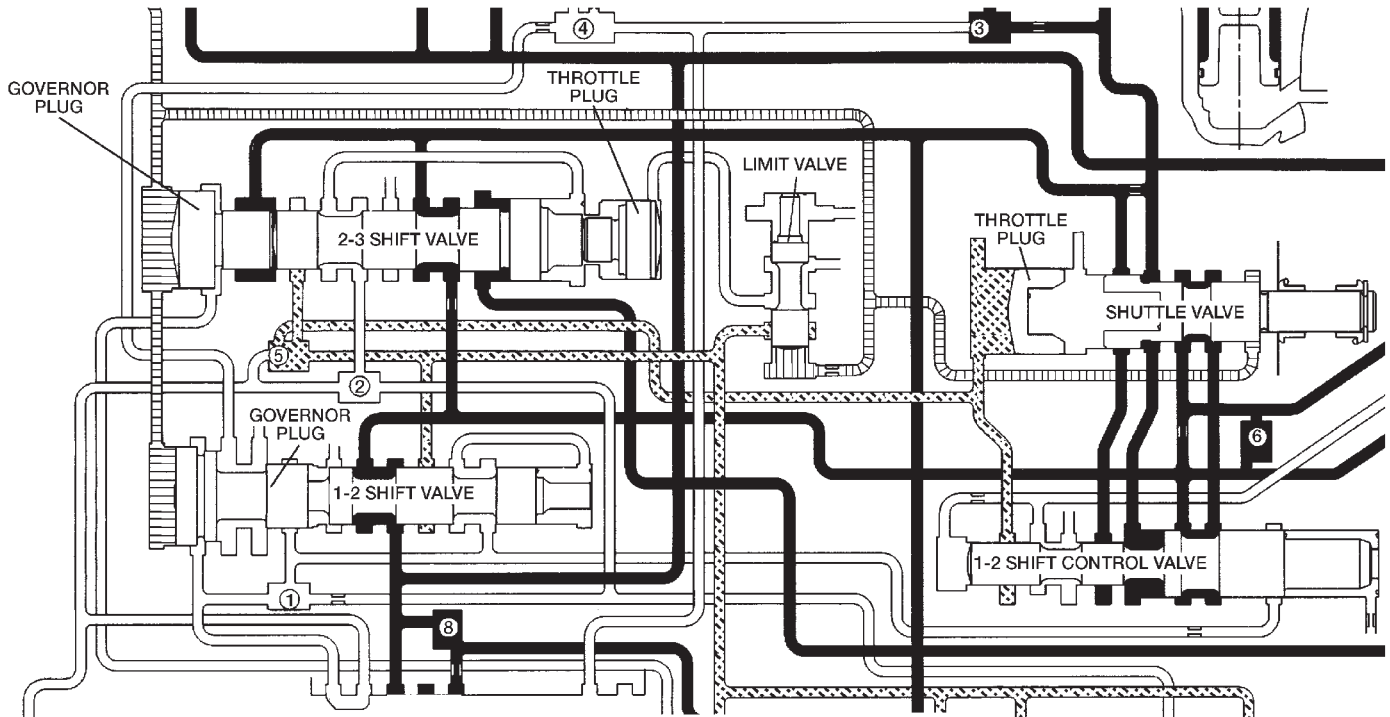 ④
③
GOVERNOR
PLUG
THROTTLE
PLUG
LIMIT VALVE
THROTTLE
PLUG
2-3 SHIFT VALVE
SHUTTLE VALVE
⑤
②
GOVERNOR
PLUG
⑥
1-2 SHIFT VALVE
1-2 SHIFT CONTROL VALVE
①
⑧